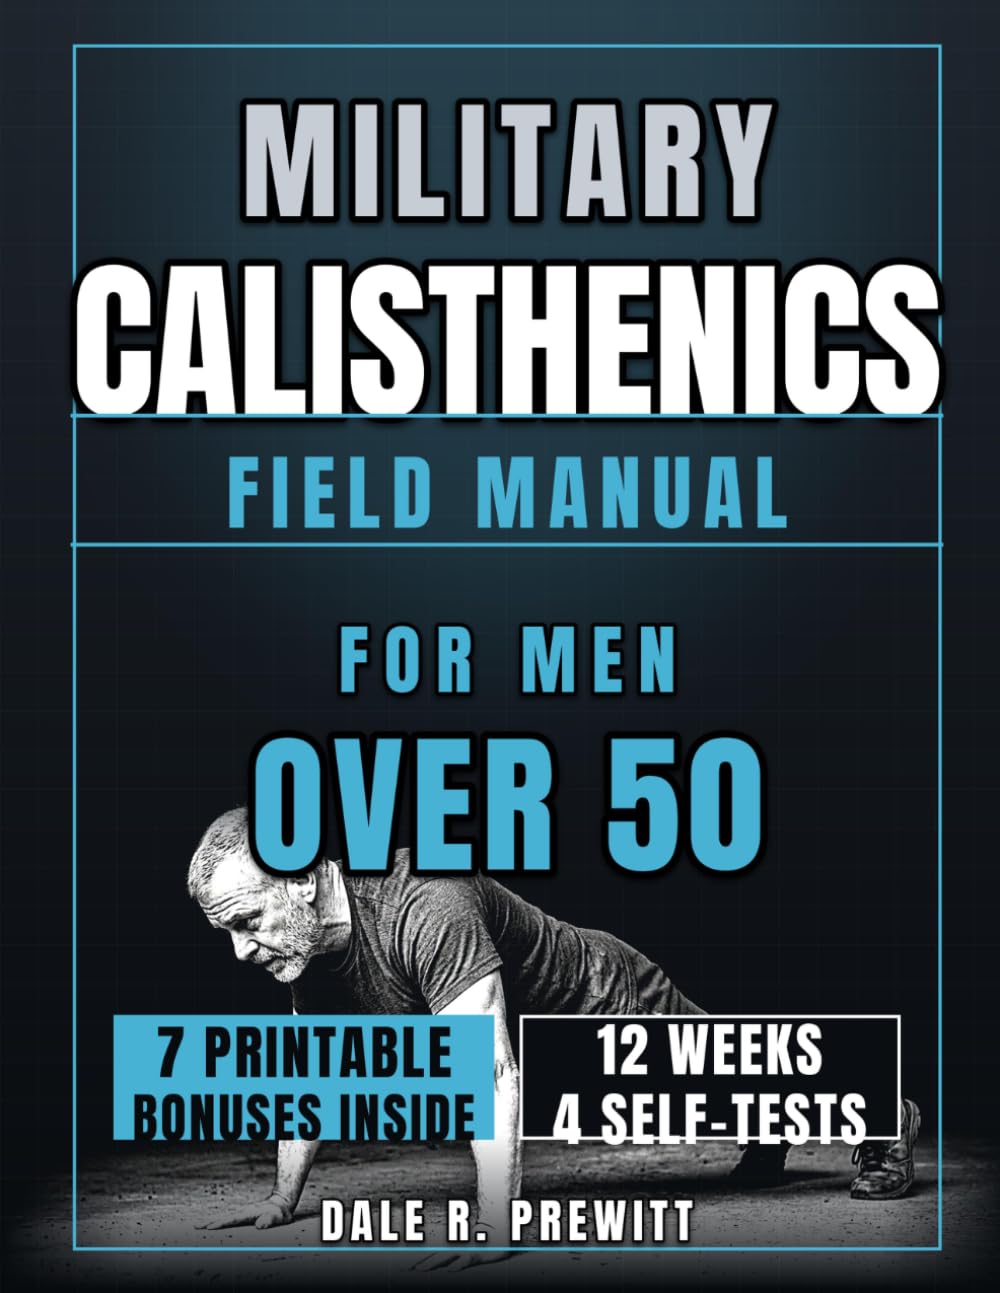 MILITARY
CALISTHENICS
FIELD MANUAL
FOR MEN
OVER 50
7 PRINTABLE
BONUSES INSIDE
12 WEEKS
4 SELF-TESTS
DALE R. PREWITT